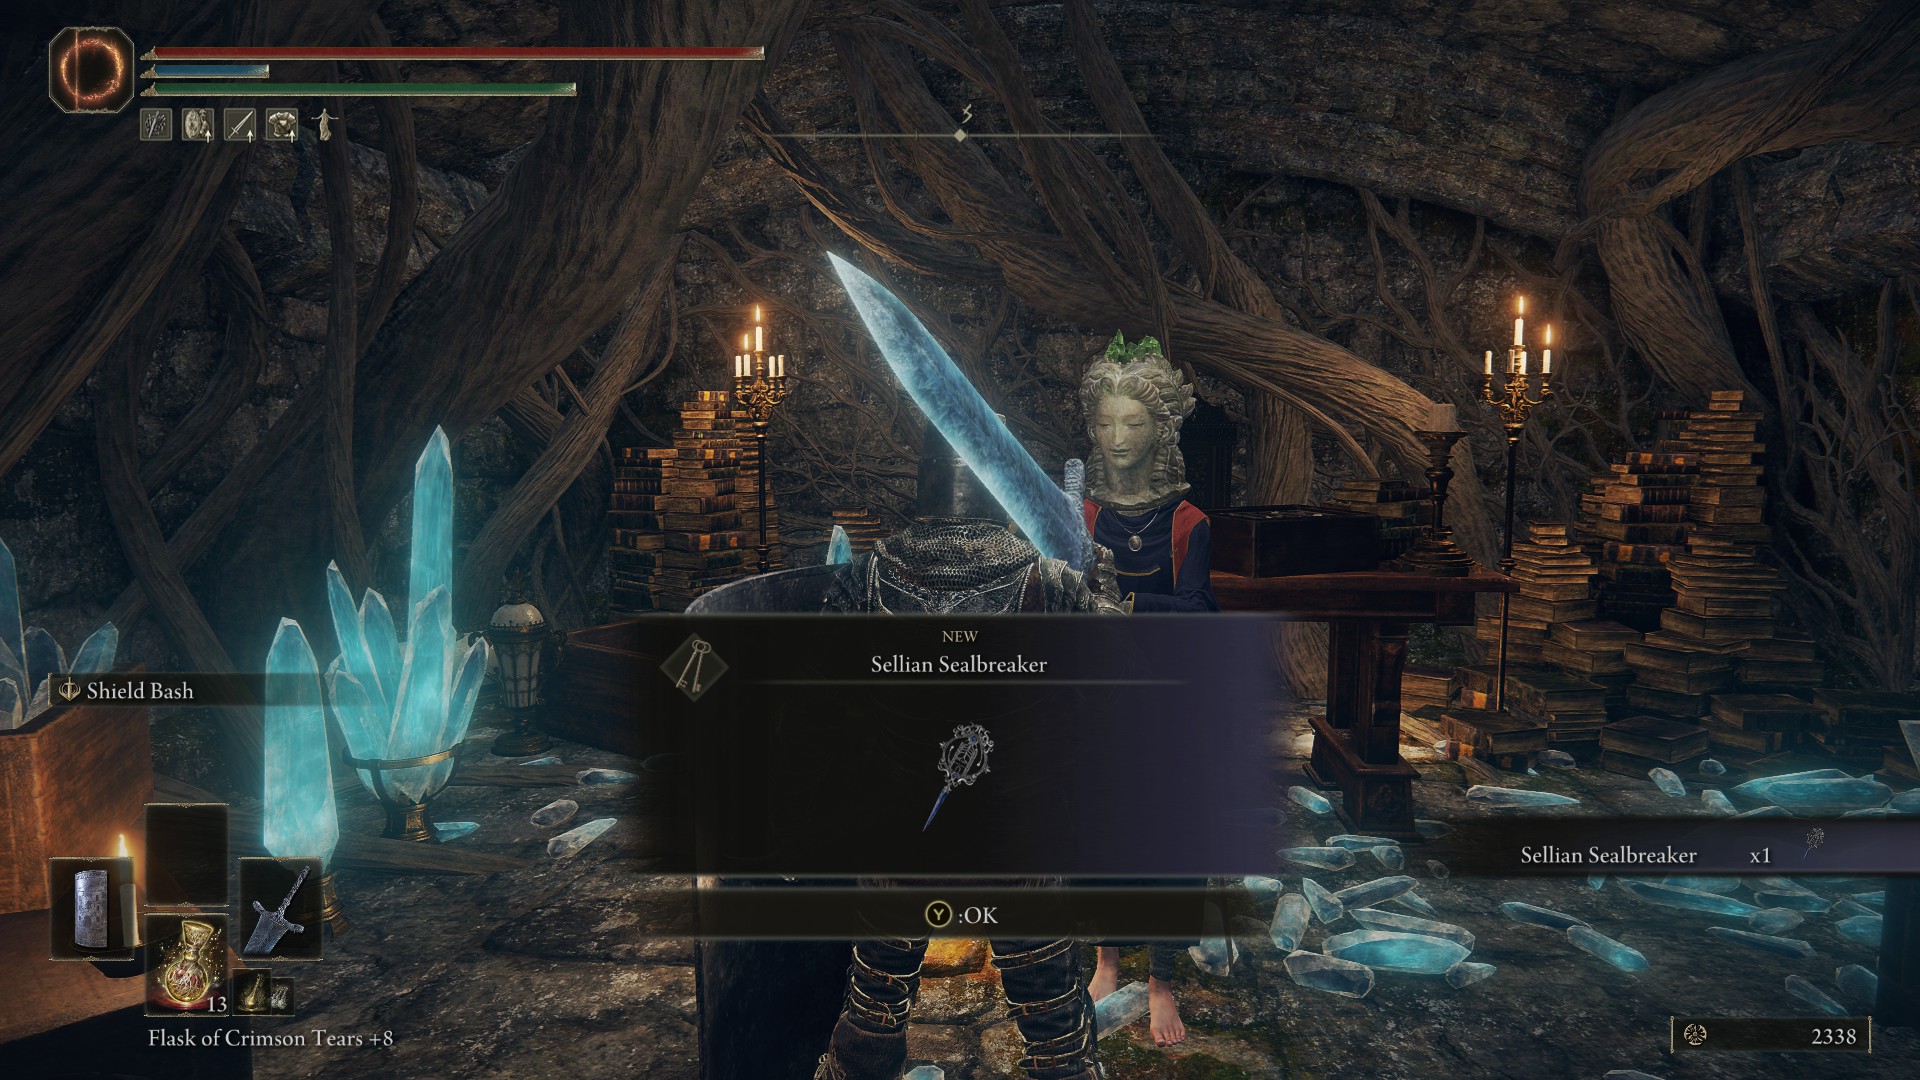 S
NEW
Sellian Sealbreaker
Shield Bash
Sellian Sealbreaker x1
Y :OK
13
Flask of Crimson Tears +8
2338